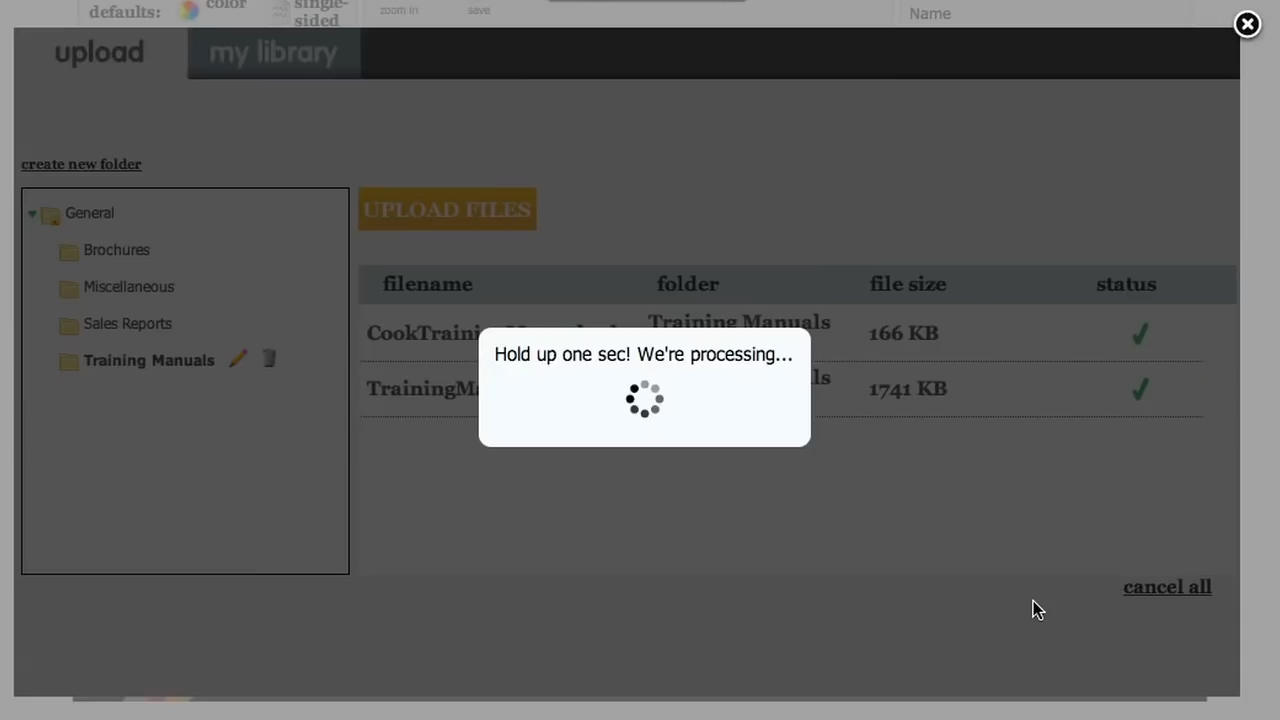 defaults:
color
single-
sided
zoom in
save
Name
upload
my library
create new folder
General
Brochures
Miscellaneous
Sales Reports
Training Manuals
UPLOAD FILES
filename folder file size status
Training Manuals
166 KB
1741 KB
Hold up one sec! We're processing...
cancel all